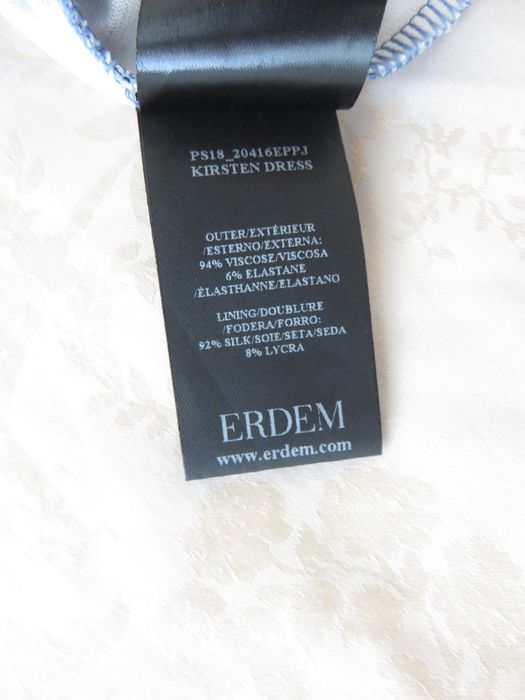 PS18_20416EPPJ
KIRSTEN DRESS
OUTER/EXTÉRIEUR
/ESTERNO/EXTERNA:
94% VISCOSE/VISCOSA
6% ELASTANE
/ÉLASTHANNE/ELASTANO
LINING/DOUBLURE
/FODERA/FORRO:
92% SILK/SOIE/SETA/SEDA
8% LYCRA
ERDEM
www.erdem.com